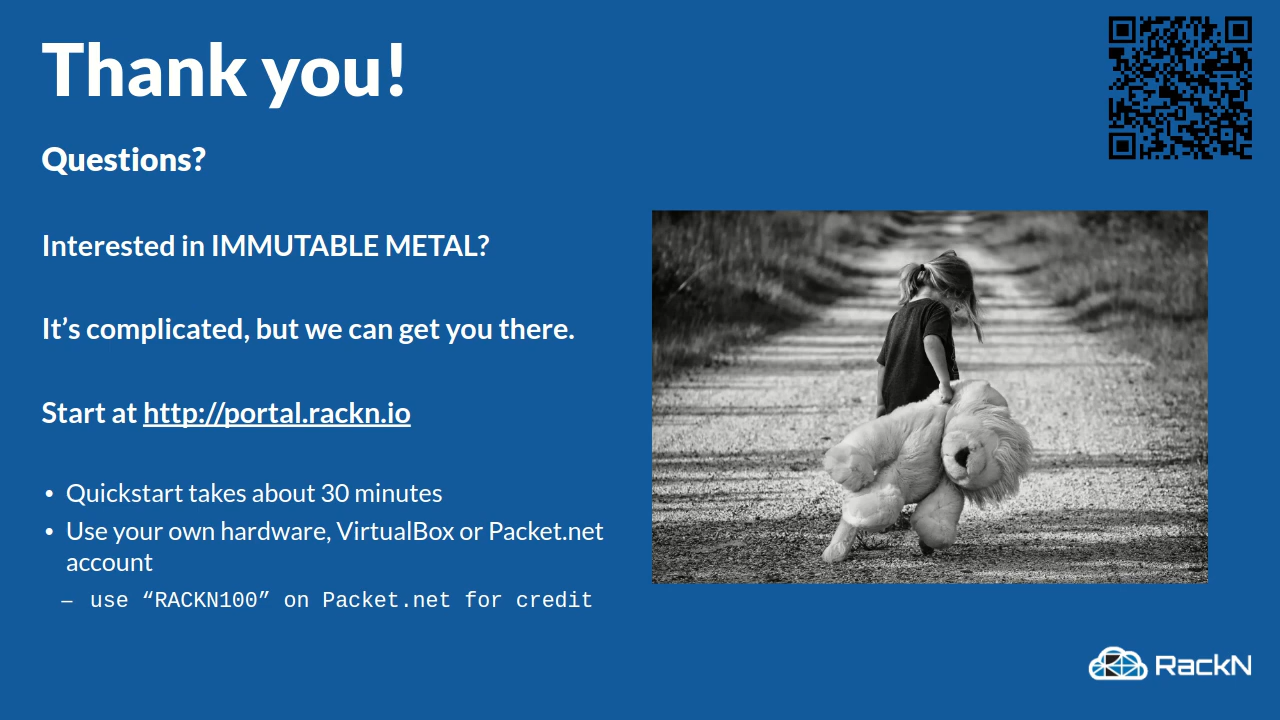 Thank you!
Questions?
Interested in IMMUTABLE METAL?
It’s complicated, but we can get you there.
Start at http://portal.rackn.io
• Quickstart takes about 30 minutes
• Use your own hardware, VirtualBox or Packet.net
account
– use “RACKN100” on Packet.net for credit
RackN